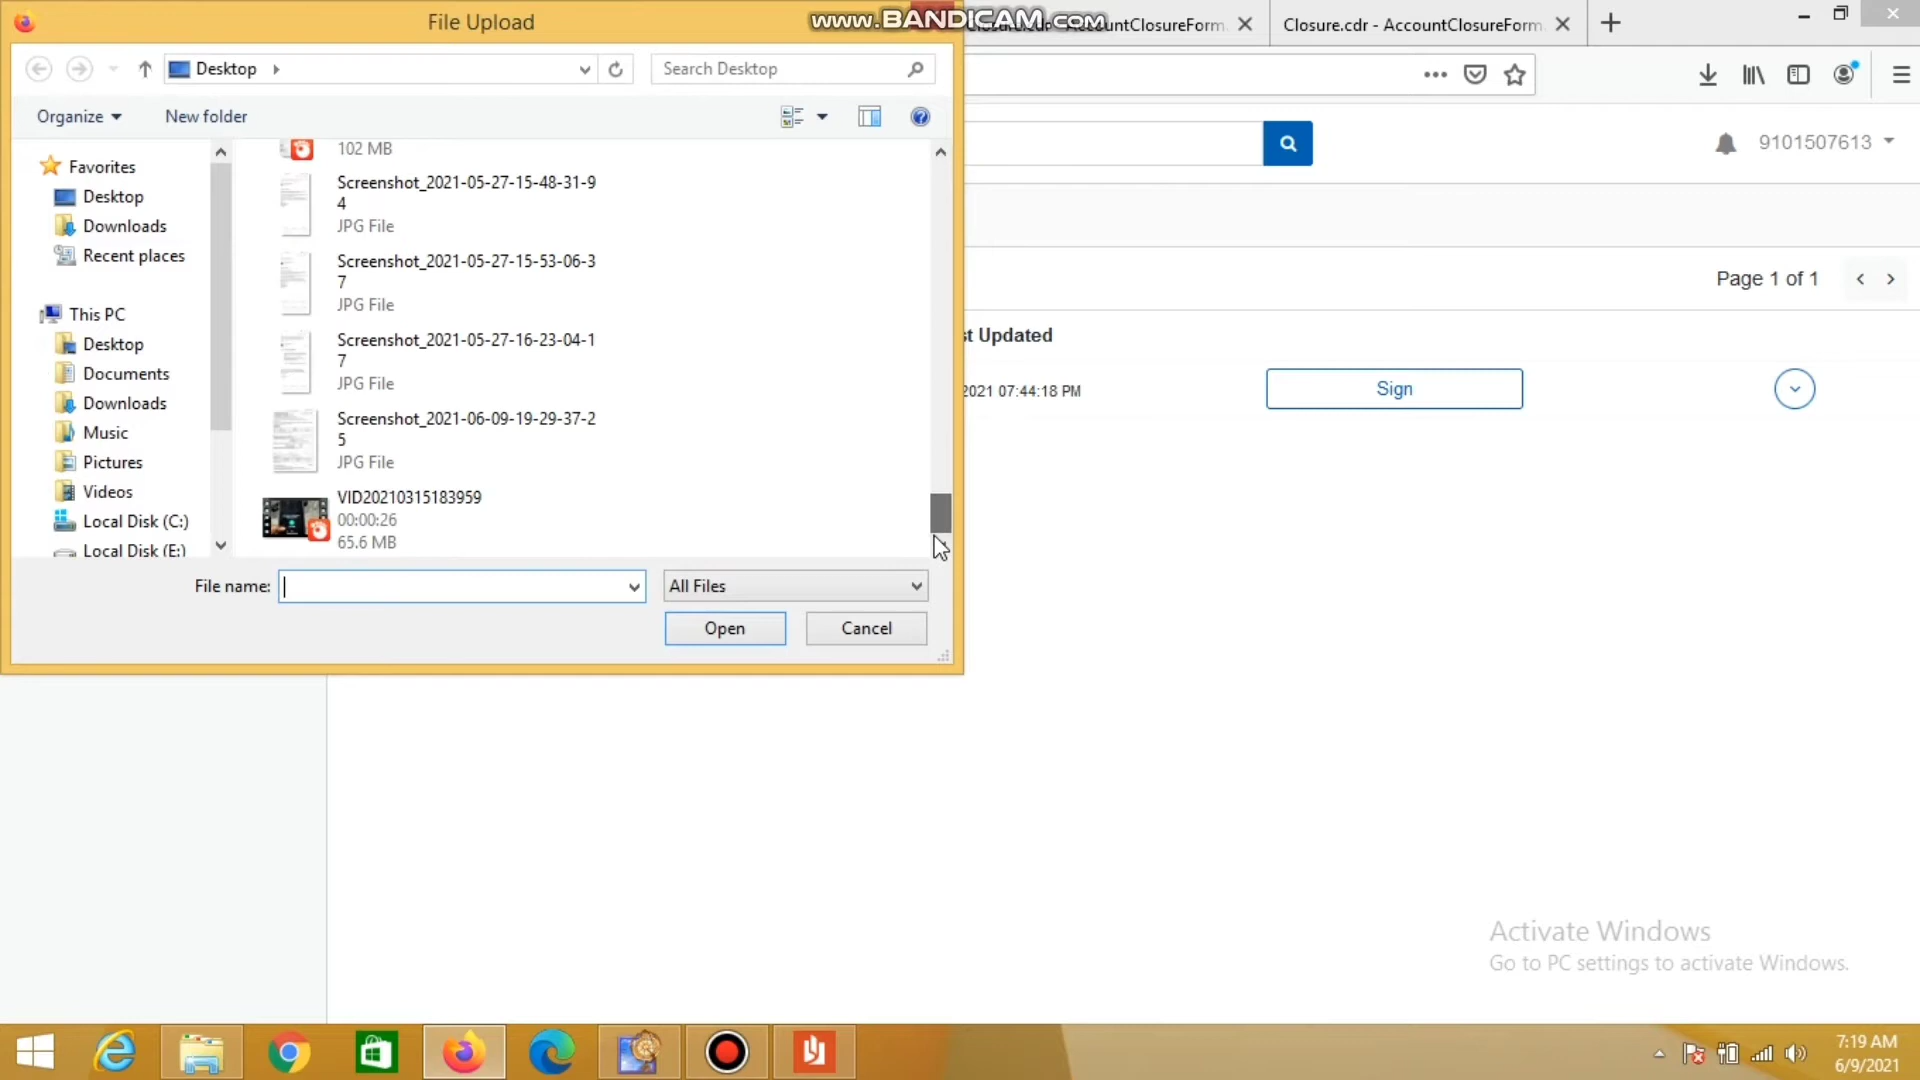 File Upload
www.BANDICAM.com
AccountClosureForm
Closure.cdr - AccountClosureForm
Desktop
Search Desktop
Organize
New folder
9101507613
Favorites
Desktop
Downloads
Recent places
This PC
Desktop
Documents
Downloads
Music
Pictures
Videos
Local Disk (C:)
Local Disk (E:)
102 MB
Screenshot_2021-05-27-15-48-31-9
4
JPG File
Screenshot_2021-05-27-15-53-06-3
7
JPG File
Screenshot_2021-05-27-16-23-04-1
7
JPG File
Screenshot_2021-06-09-19-29-37-2
5
JPG File
VID20210315183959
00:00:26
65.6 MB
File name:
All Files
Open
Cancel
Page 1 of 1
st Updated
2021 07:44:18 PM
Sign
Activate Windows
Go to PC settings to activate Windows.
7:19 AM
6/9/2021